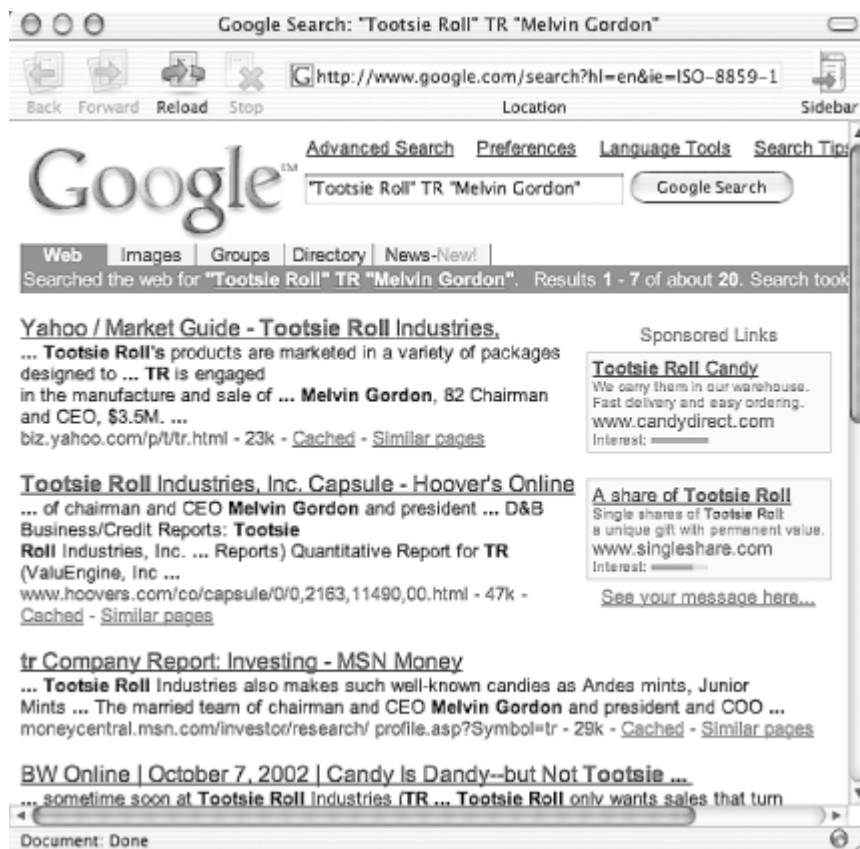 Google Search: "Tootsie Roll" TR "Melvin Gordon"
Back Forward Reload Stop
G http://www.google.com/search?hl=en&ie=ISO-8859-1
Location
Sidebar
Advanced Search Preferences Language Tools Search Tips
Google™
"Tootsie Roll" TR "Melvin Gordon"
Google Search
Web Images Groups Directory News-New!
Searched the web for "Tootsie Roll" TR "Melvin Gordon". Results 1 - 7 of about 20. Search took
Yahoo / Market Guide - Tootsie Roll Industries,
... Tootsie Roll's products are marketed in a variety of packages
designed to ... TR is engaged
in the manufacture and sale of ... Melvin Gordon, 82 Chairman
and CEO, $3.5M. ...
biz.yahoo.com/p/t/tr.html - 23k - Cached - Similar pages
Tootsie Roll Industries, Inc. Capsule - Hoover's Online
... of chairman and CEO Melvin Gordon and president ... D&B
Business/Credit Reports: Tootsie
Roll Industries, Inc. ... Reports) Quantitative Report for TR
(ValuEngine, Inc ...
www.hoovers.com/co/capsule/0/0,2163,11490,00.html - 47k -
Cached - Similar pages
tr Company Report: Investing - MSN Money
... Tootsie Roll Industries also makes such well-known candies as Andes mints, Junior
Mints ... The married team of chairman and CEO Melvin Gordon and president and COO ...
moneycentral.msn.com/investor/research/ profile.asp?Symbol=tr - 29k - Cached - Similar pages
BW Online | October 7, 2002 | Candy Is Dandy--but Not Tootsie ...
... sometime soon at Tootsie Roll Industries (TR ... Tootsie Roll only wants sales that turn
Sponsored Links
Tootsie Roll Candy
We carry them in our warehouse.
Fast delivery and easy ordering.
www.candydirect.com
Interest:
A share of Tootsie Roll
Single shares of Tootsie Roll:
a unique gift with permanent value.
www.singleshare.com
Interest:
See your message here...
Document: Done